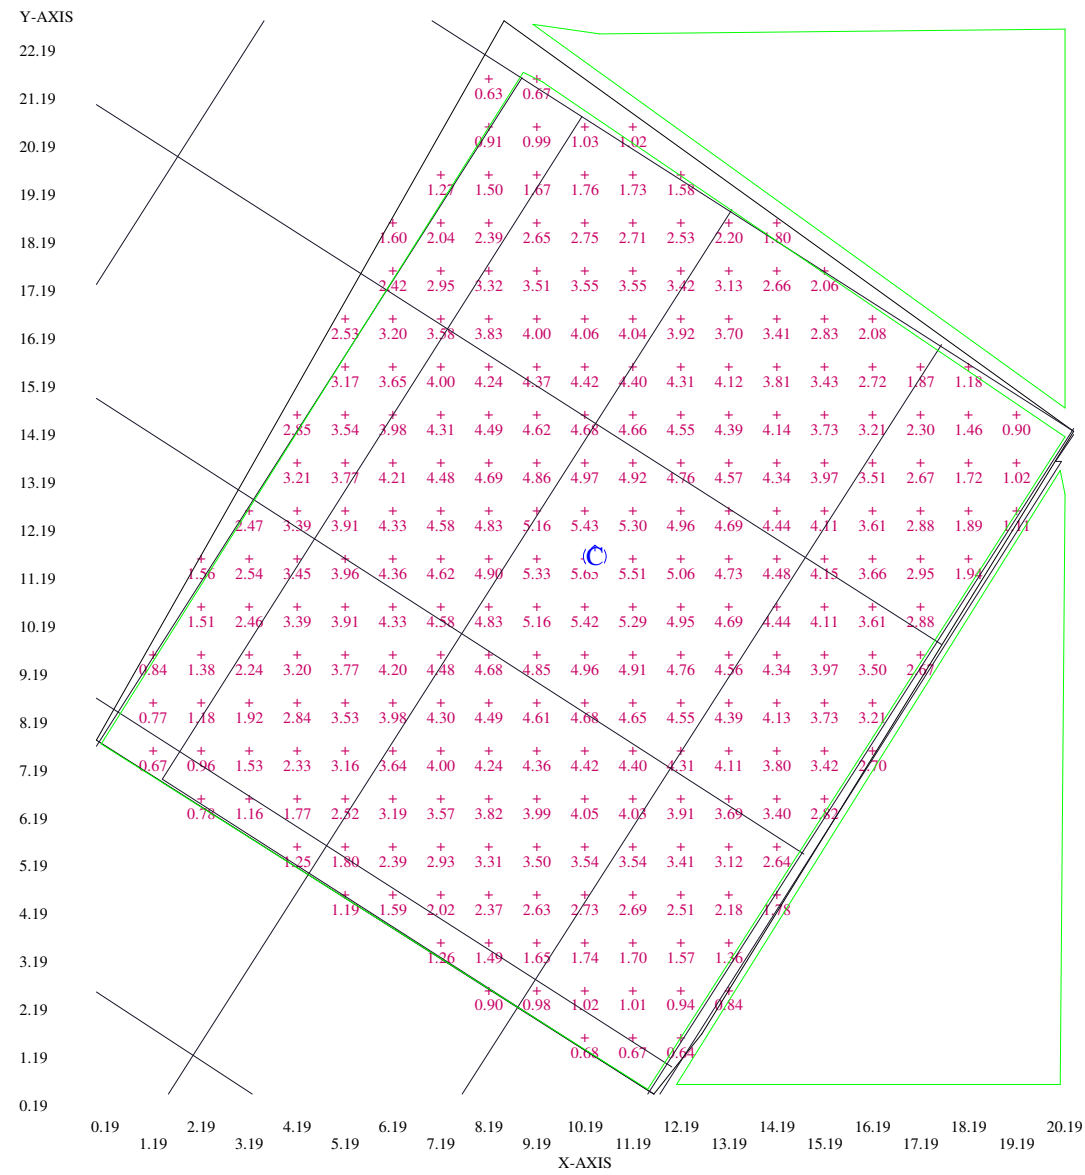 Y-AXIS
22.19
21.19
0.63 0.67
20.19
0.91 0.99 1.03 1.02
19.19
1.27 1.50 1.67 1.76 1.73 1.58
18.19
1.60 2.04 2.39 2.65 2.75 2.71 2.53 2.20 1.80
17.19
2.42 2.95 3.32 3.51 3.55 3.55 3.42 3.13 2.66 2.06
16.19
2.53 3.20 3.58 3.83 4.00 4.06 4.04 3.92 3.70 3.41 2.83 2.08
15.19
3.17 3.65 4.00 4.24 4.37 4.42 4.40 4.31 4.12 3.81 3.43 2.72 1.87 1.18
14.19
2.85 3.54 3.98 4.31 4.49 4.62 4.68 4.66 4.55 4.39 4.14 3.73 3.21 2.30 1.46 0.90
13.19
3.21 3.77 4.21 4.48 4.69 4.86 4.97 4.92 4.76 4.57 4.34 3.97 3.51 2.67 1.72 1.02
12.19
2.47 3.39 3.91 4.33 4.58 4.83 5.16 5.43 5.30 4.96 4.69 4.44 4.11 3.61 2.88 1.89 1.11
C
11.19
1.56 2.54 3.45 3.96 4.36 4.62 4.90 5.33 5.65 5.51 5.06 4.73 4.48 4.15 3.66 2.95 1.94
10.19
1.51 2.46 3.39 3.91 4.33 4.58 4.83 5.16 5.42 5.29 4.95 4.69 4.44 4.11 3.61 2.88
9.19
0.84 1.38 2.24 3.20 3.77 4.20 4.48 4.68 4.85 4.96 4.91 4.76 4.56 4.34 3.97 3.50 2.67
8.19
0.77 1.18 1.92 2.84 3.53 3.98 4.30 4.49 4.61 4.68 4.65 4.55 4.39 4.13 3.73 3.21
7.19
0.67 0.96 1.53 2.33 3.16 3.64 4.00 4.24 4.36 4.42 4.40 4.31 4.11 3.80 3.42 2.70
6.19
0.78 1.16 1.77 2.52 3.19 3.57 3.82 3.99 4.05 4.03 3.91 3.69 3.40 2.82
5.19
1.25 1.80 2.39 2.93 3.31 3.50 3.54 3.54 3.41 3.12 2.64
4.19
1.19 1.59 2.02 2.37 2.63 2.73 2.69 2.51 2.18 1.78
3.19
1.26 1.49 1.65 1.74 1.70 1.57 1.36
2.19
0.90 0.98 1.02 1.01 0.94 0.84
1.19
0.68 0.67 0.64
0.19
0.19 2.19 4.19 6.19 8.19 10.19 12.19 14.19 16.19 18.19 20.19
1.19 3.19 5.19 7.19 9.19 11.19 13.19 15.19 17.19 19.19
X-AXIS